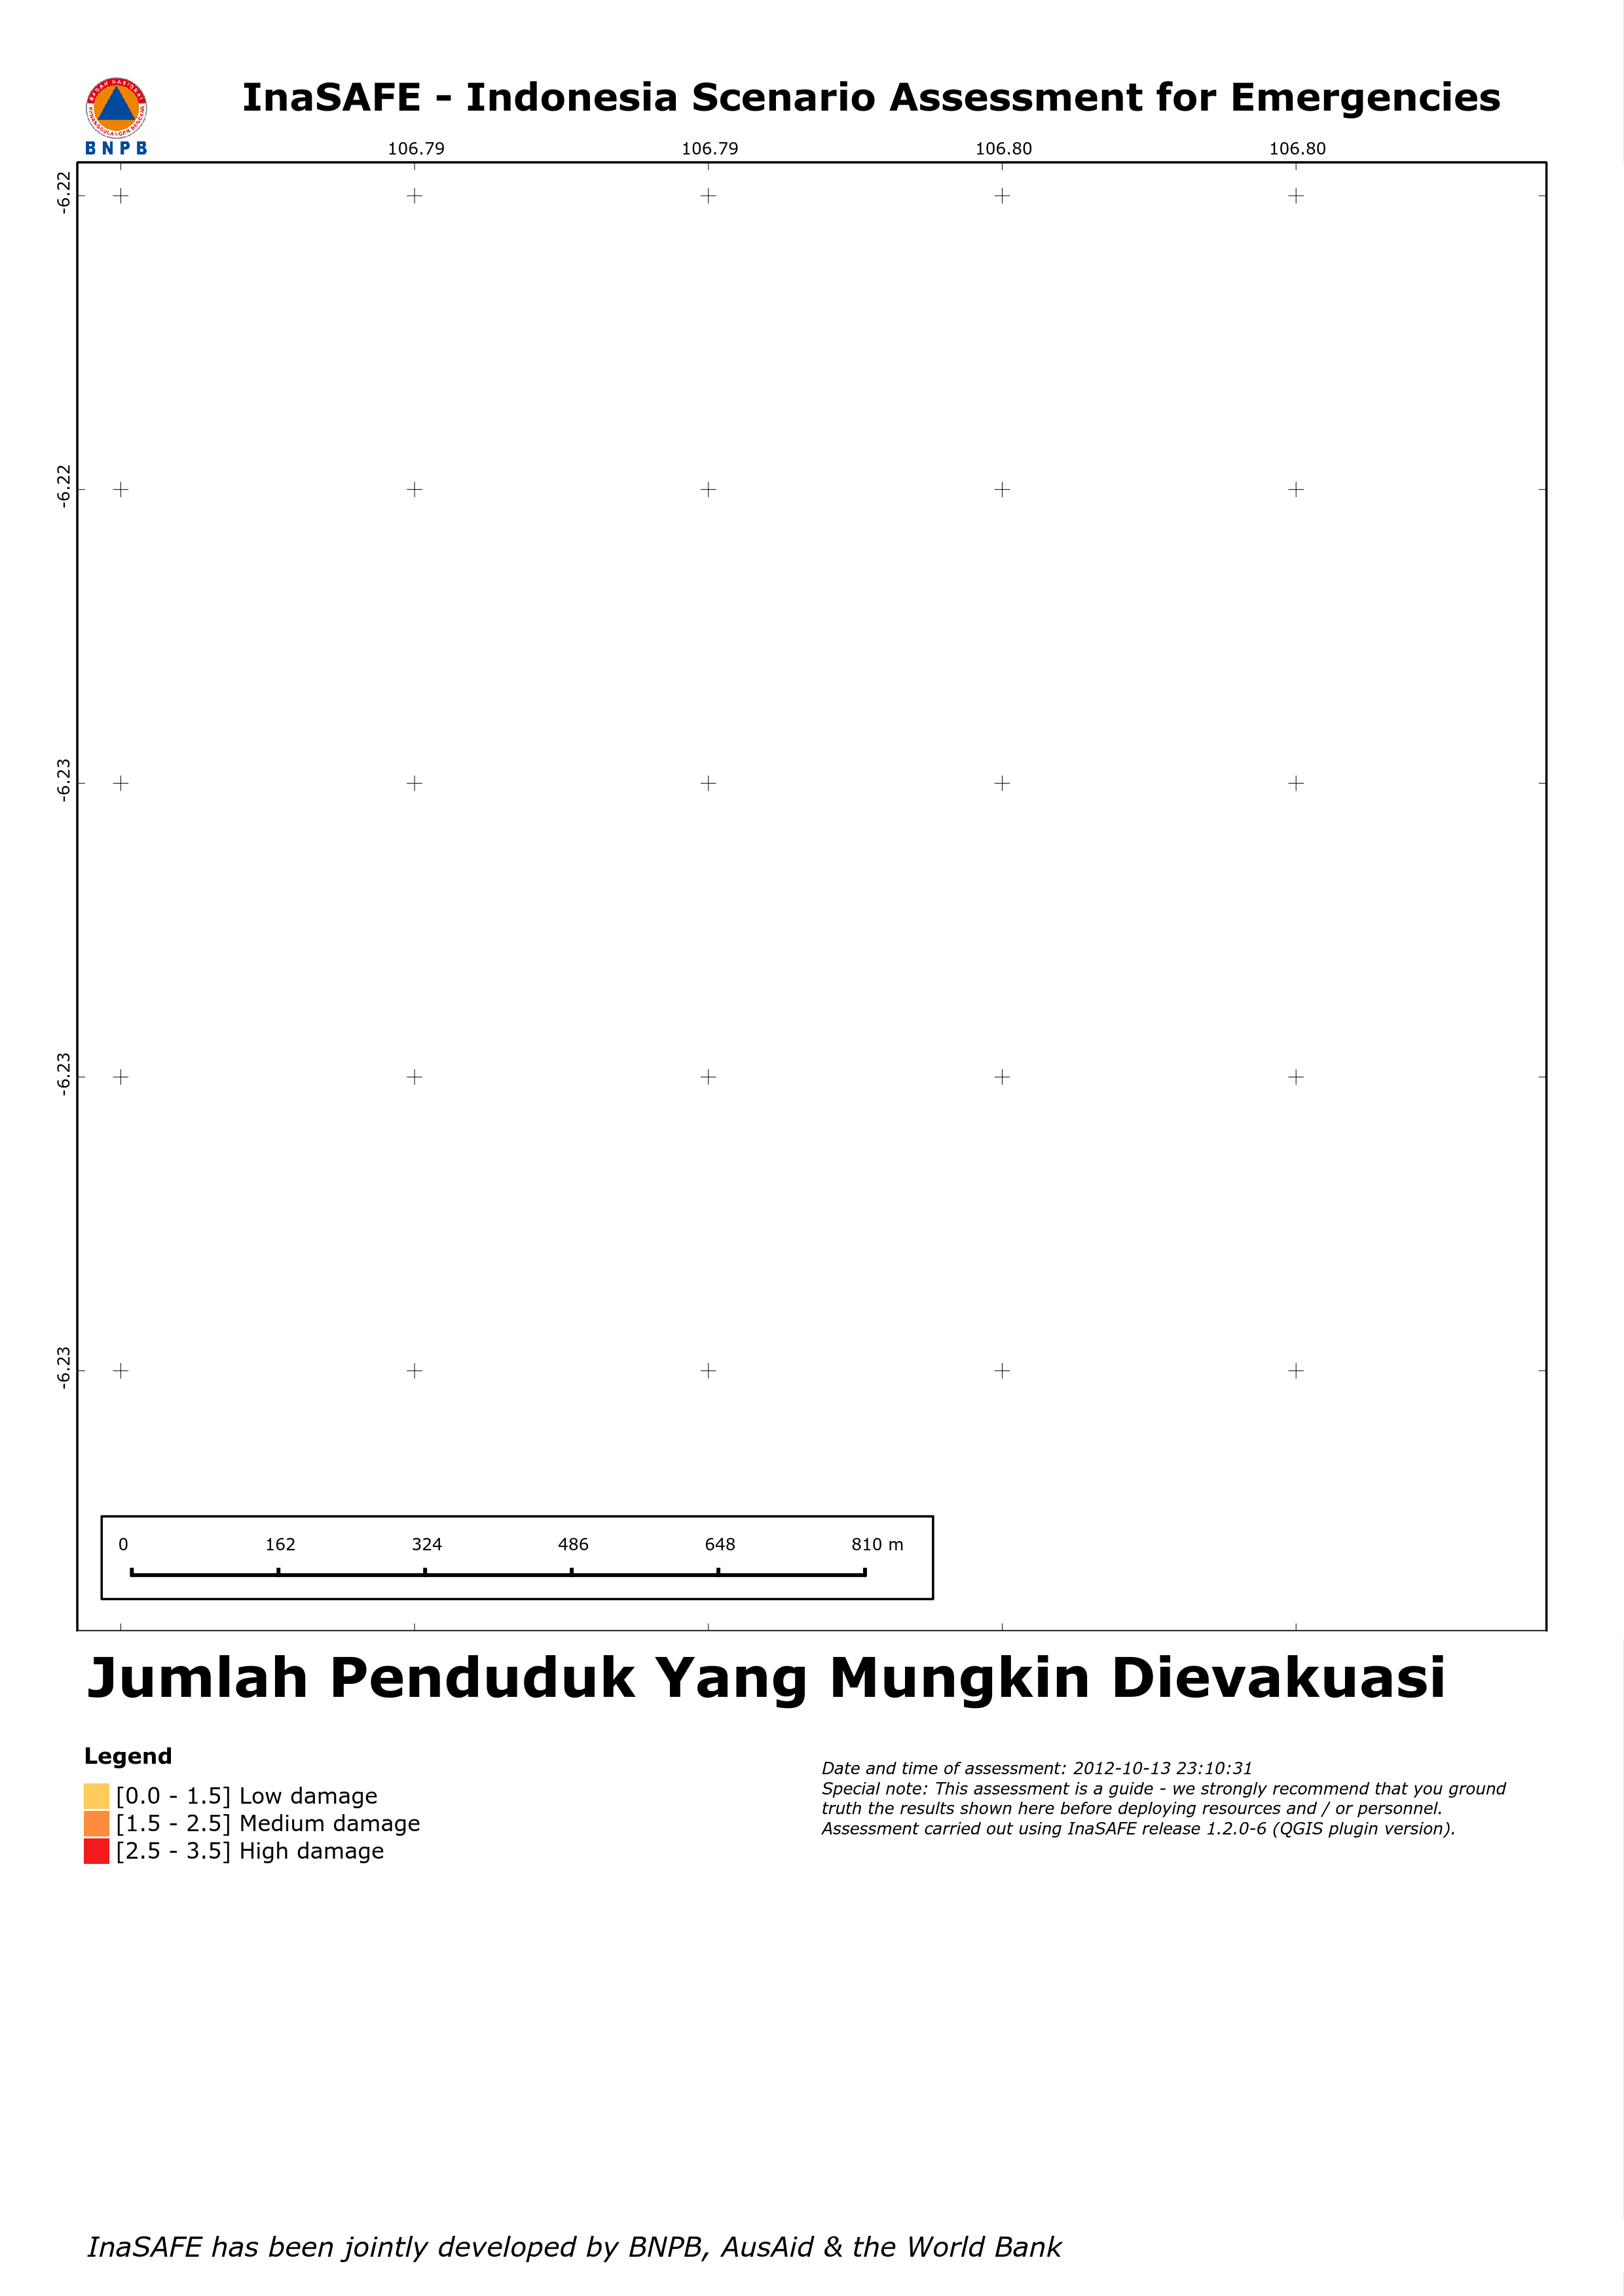 InaSAFE - Indonesia Scenario Assessment for Emergencies
BNPB
106.79 106.79 106.80 106.80
-6.22
-6.22
-6.23
-6.23
-6.23
0 162 324 486 648 810 m
Jumlah Penduduk Yang Mungkin Dievakuasi
Legend
[0.0 - 1.5] Low damage
[1.5 - 2.5] Medium damage
[2.5 - 3.5] High damage
Date and time of assessment: 2012-10-13 23:10:31
Special note: This assessment is a guide - we strongly recommend that you ground
truth the results shown here before deploying resources and / or personnel.
Assessment carried out using InaSAFE release 1.2.0-6 (QGIS plugin version).
InaSAFE has been jointly developed by BNPB, AusAid & the World Bank